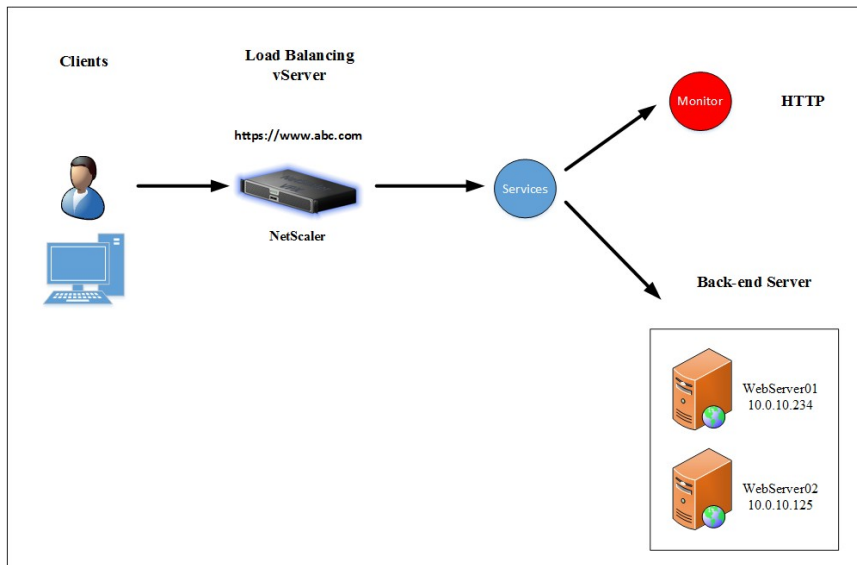 Clients
Load Balancing
vServer
https://www.abc.com
NetScaler
Services
Monitor
HTTP
Back-end Server
WebServer01
10.0.10.234
WebServer02
10.0.10.125